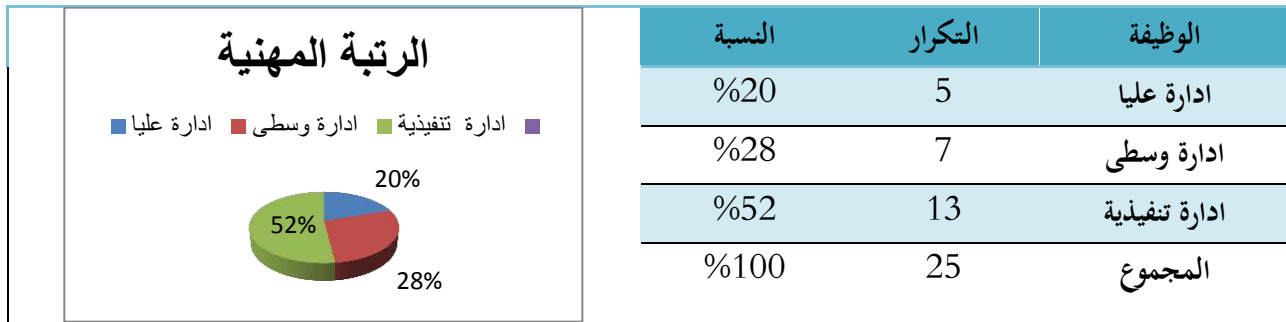 الوظيفة التكرار النسبة
ادارة عليا 5 %20
ادارة وسطى 7 %28
ادارة تنفيذية 13 %52
المجموع 25 %100
الرتبة المهنية
ادارة عليا ادارة وسطى ادارة تنفيذية
20%
52%
28%